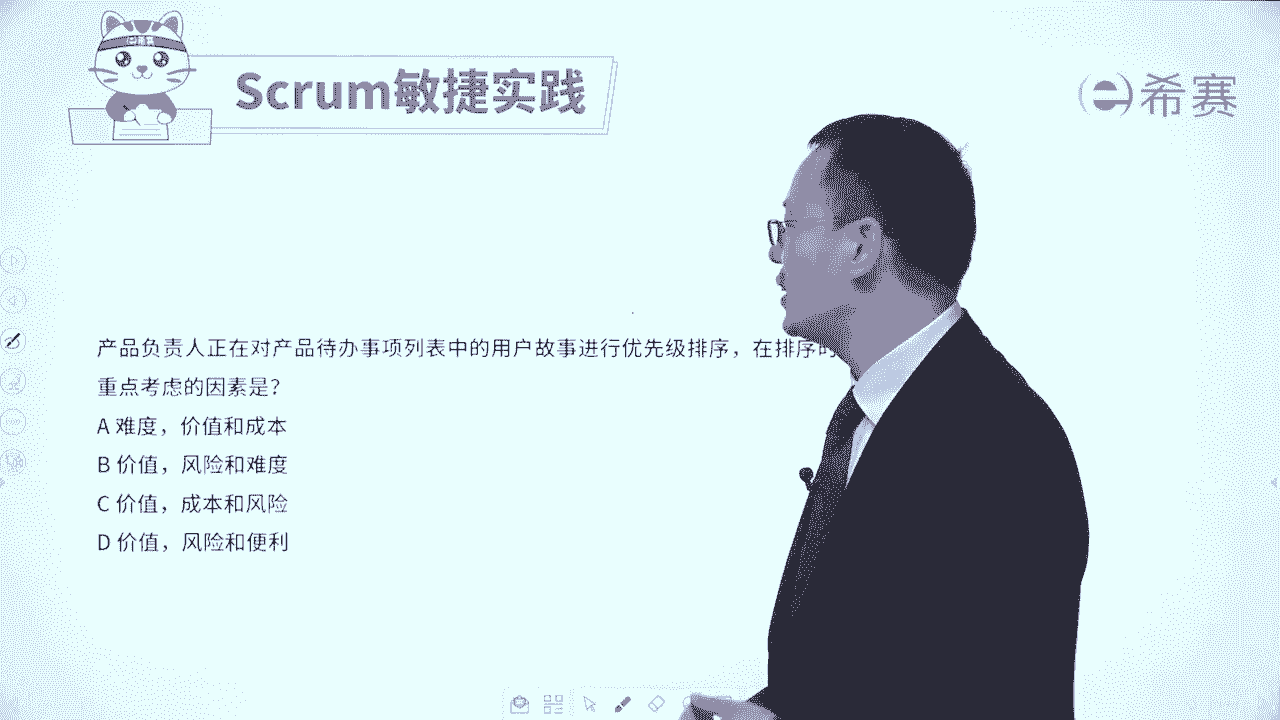 Scrum敏捷实践
希赛
产品负责人正在对产品待办事项列表中的用户故事进行优先级排序，在排序时
重点考虑的因素是？
A 难度，价值和成本
B 价值，风险和难度
C 价值，成本和风险
D 价值，风险和便利